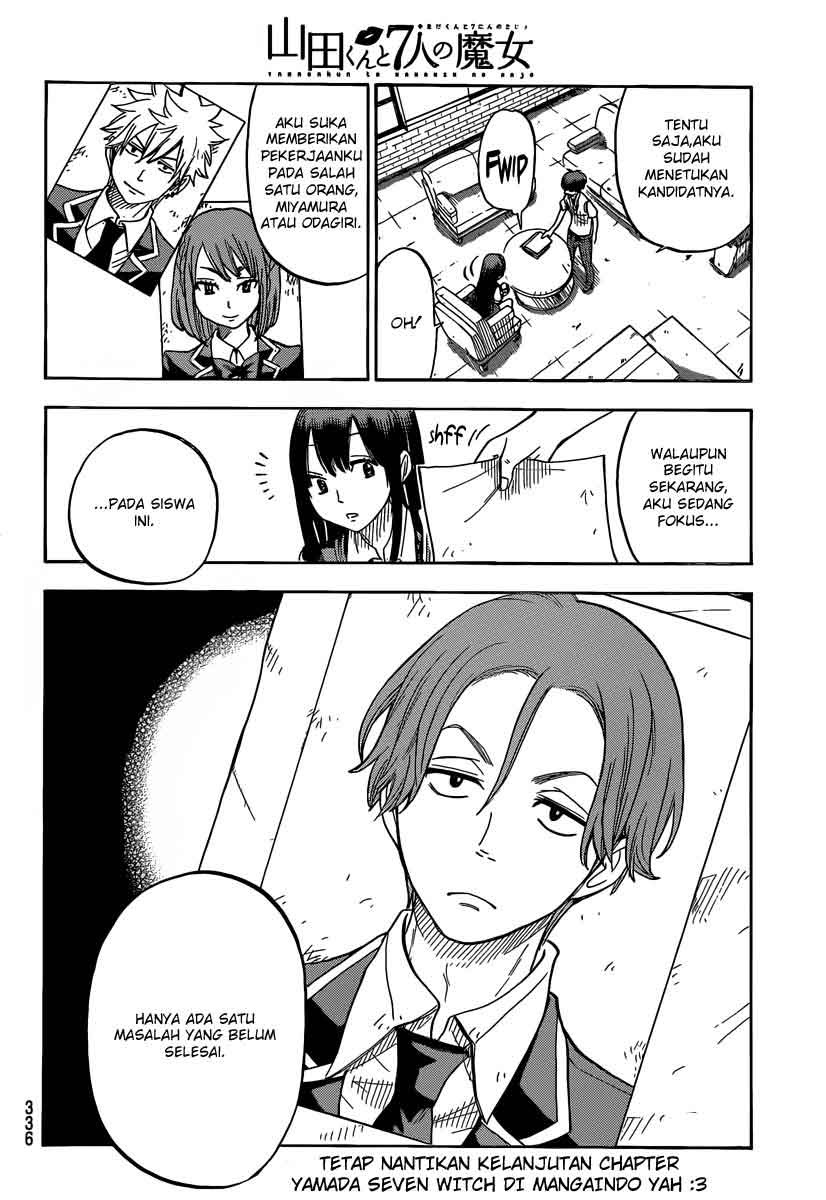 山田くんと7人の魔女
TENTU
SAJA,AKU
SUDAH
MENETUKAN
KANDIDATNYA.
FWIP
OH!
AKU SUKA
MEMBERIKAN
PEKERJAANKU
PADA SALAH
SATU ORANG,
MIYAMURA
ATAU ODAGIRI.
WALAUPUN
BEGITU
SEKARANG,
AKU SEDANG
FOKUS...
shff
...PADA SISWA
INI.
HANYA ADA SATU
MASALAH YANG BELUM
SELESAI.
336
TETAP NANTIKAN KELANJUTAN CHAPTER
YAMADA SEVEN WITCH DI MANGAINDO YAH :3